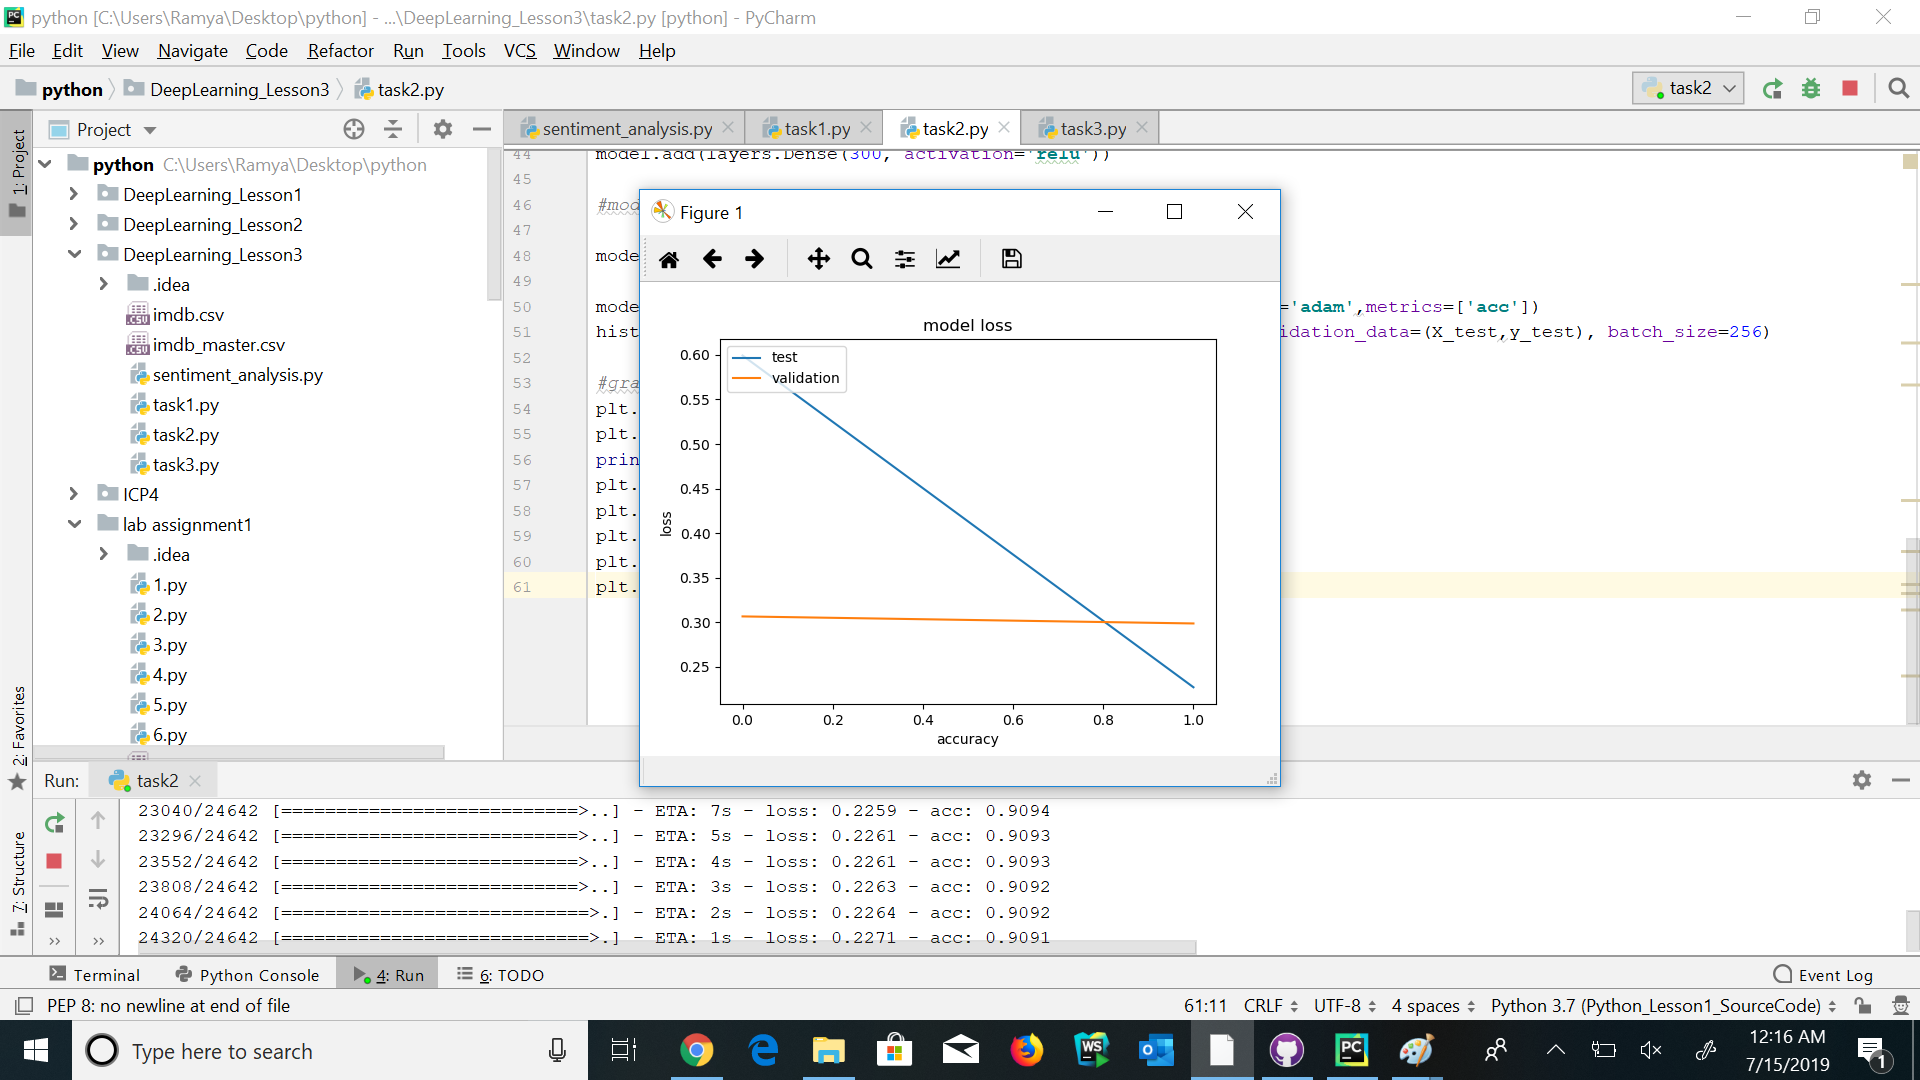 python [C:\Users\Ramya\Desktop\python] - ...\DeepLearning_Lesson3\task2.py [python] - PyCharm
File Edit View Navigate Code Refactor Run Tools VCS Window Help
python DeepLearning_Lesson3 task2.py
task2
1: Project
Project
python C:\Users\Ramya\Desktop\python
DeepLearning_Lesson1
DeepLearning_Lesson2
DeepLearning_Lesson3
.idea
imdb.csv
imdb_master.csv
sentiment_analysis.py
task1.py
task2.py
task3.py
ICP4
lab assignment1
.idea
1.py
2.py
3.py
4.py
5.py
6.py
2: Favorites
7: Structure
sentiment_analysis.py task1.py task2.py task3.py
44 model.add(layers.Dense(300, activation='relu'))
45
46 #mod
47
48 mode
49
50 mode ='adam',metrics=['acc'])
51 hist idation_data=(X_test,y_test), batch_size=256)
52
53 #gra
54 plt.
55 plt.
56 prin
57 plt.
58 plt.
59 plt.
60 plt.
61 plt.
Figure 1
model loss
test
validation
0.60
0.55
0.50
0.45
0.40
0.35
0.30
0.25
loss
0.0 0.2 0.4 0.6 0.8 1.0
accuracy
Run: task2
23040/24642 [===========================>..] - ETA: 7s - loss: 0.2259 - acc: 0.9094
23296/24642 [===========================>..] - ETA: 5s - loss: 0.2261 - acc: 0.9093
23552/24642 [===========================>..] - ETA: 4s - loss: 0.2261 - acc: 0.9093
23808/24642 [===========================>..] - ETA: 3s - loss: 0.2263 - acc: 0.9092
24064/24642 [============================>.] - ETA: 2s - loss: 0.2264 - acc: 0.9092
24320/24642 [============================>.] - ETA: 1s - loss: 0.2271 - acc: 0.9091
Terminal Python Console 4: Run 6: TODO Event Log
PEP 8: no newline at end of file 61:11 CRLF UTF-8 4 spaces Python 3.7 (Python_Lesson1_SourceCode)
Type here to search
12:16 AM
7/15/2019
1